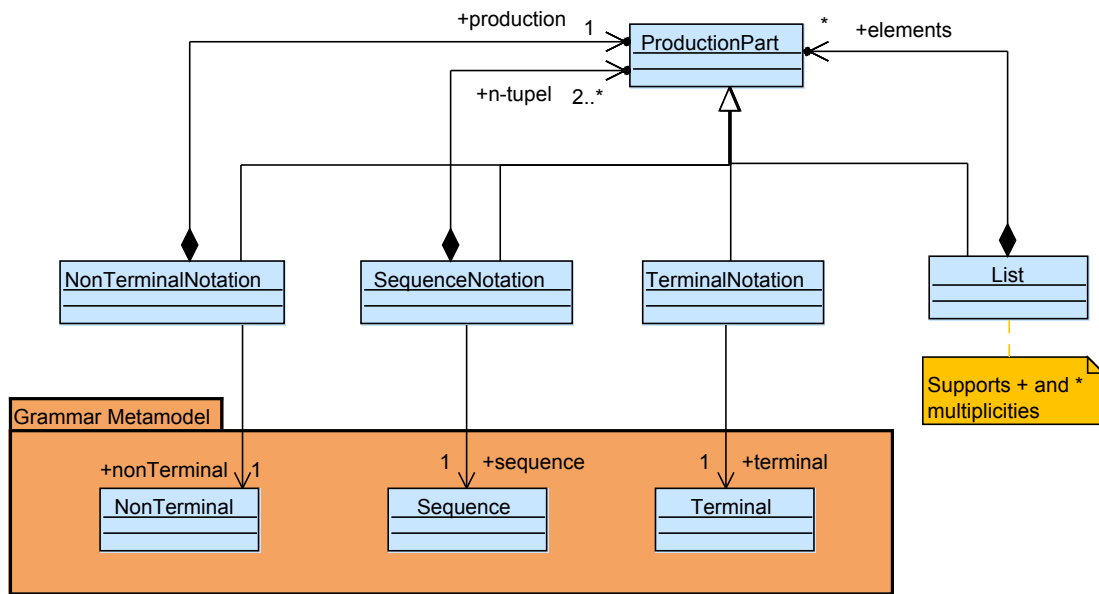 +production
1
ProductionPart
*
+elements
+n-tupel
2..*
NonTerminalNotation
SequenceNotation
TerminalNotation
List
Supports + and *
multiplicities
Grammar Metamodel
+nonTerminal
1
1
+sequence
1
+terminal
NonTerminal
Sequence
Terminal